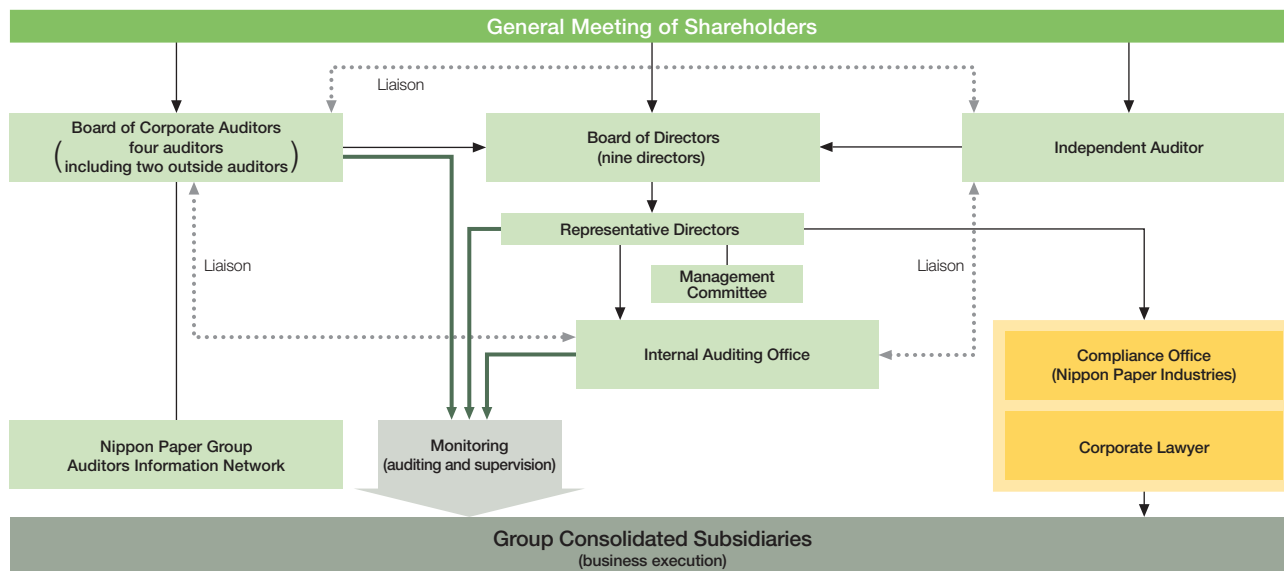 General Meeting of Shareholders
Liaison
Board of Corporate Auditors
four auditors
(including two outside auditors)
Board of Directors
(nine directors)
Independent Auditor
Representative Directors
Liaison
Liaison
Management
Committee
Internal Auditing Office
Compliance Office
(Nippon Paper Industries)
Nippon Paper Group
Auditors Information Network
Monitoring
(auditing and supervision)
Corporate Lawyer
Group Consolidated Subsidiaries
(business execution)